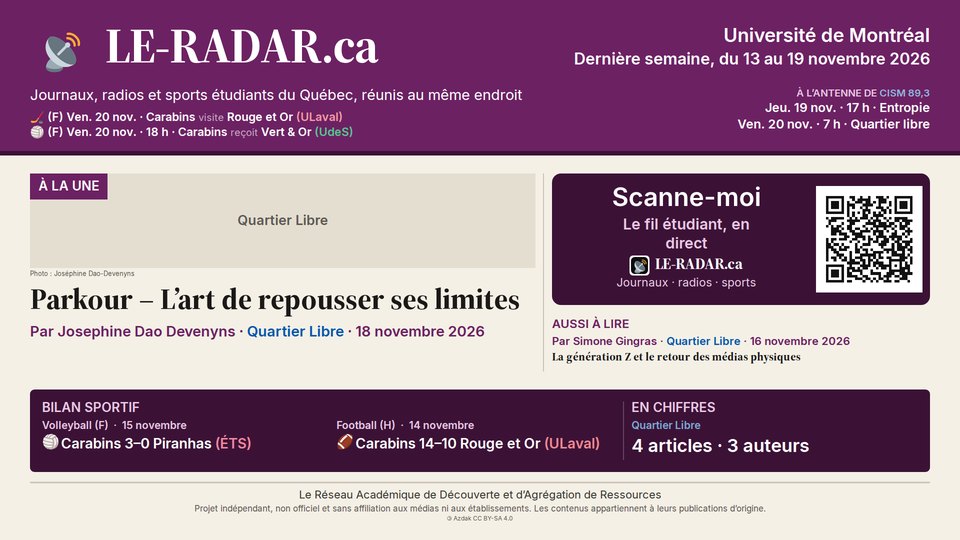 LE-RADAR.ca
Journaux, radios et sports étudiants du Québec, réunis au même endroit
(F) Ven. 20 nov. · Carabins visite Rouge et Or (ULaval)
(F) Ven. 20 nov. · 18 h · Carabins reçoit Vert & Or (UdeS)
Université de Montréal
Dernière semaine, du 13 au 19 novembre 2026
À L'ANTENNE DE CISM 89,3
Jeu. 19 nov. · 17 h · Entropie
Ven. 20 nov. · 7 h · Quartier libre
À LA UNE
Quartier Libre
Photo : Joséphine Dao-Devenyns
Parkour – L'art de repousser ses limites
Par Josephine Dao Devenyns · Quartier Libre · 18 novembre 2026
Scanne-moi
Le fil étudiant, en
direct
LE-RADAR.ca
Journaux · radios · sports
AUSSI À LIRE
Par Simone Gingras · Quartier Libre · 16 novembre 2026
La génération Z et le retour des médias physiques
BILAN SPORTIF
Volleyball (F) · 15 novembre
Carabins 3–0 Piranhas (ÉTS)
Football (H) · 14 novembre
Carabins 14–10 Rouge et Or (ULaval)
EN CHIFFRES
Quartier Libre
4 articles · 3 auteurs
Le Réseau Académique de Découverte et d'Agrégation de Ressources
Projet indépendant, non officiel et sans affiliation aux médias ni aux établissements. Les contenus appartiennent à leurs publications d'origine.
Azdak CC BY-SA 4.0